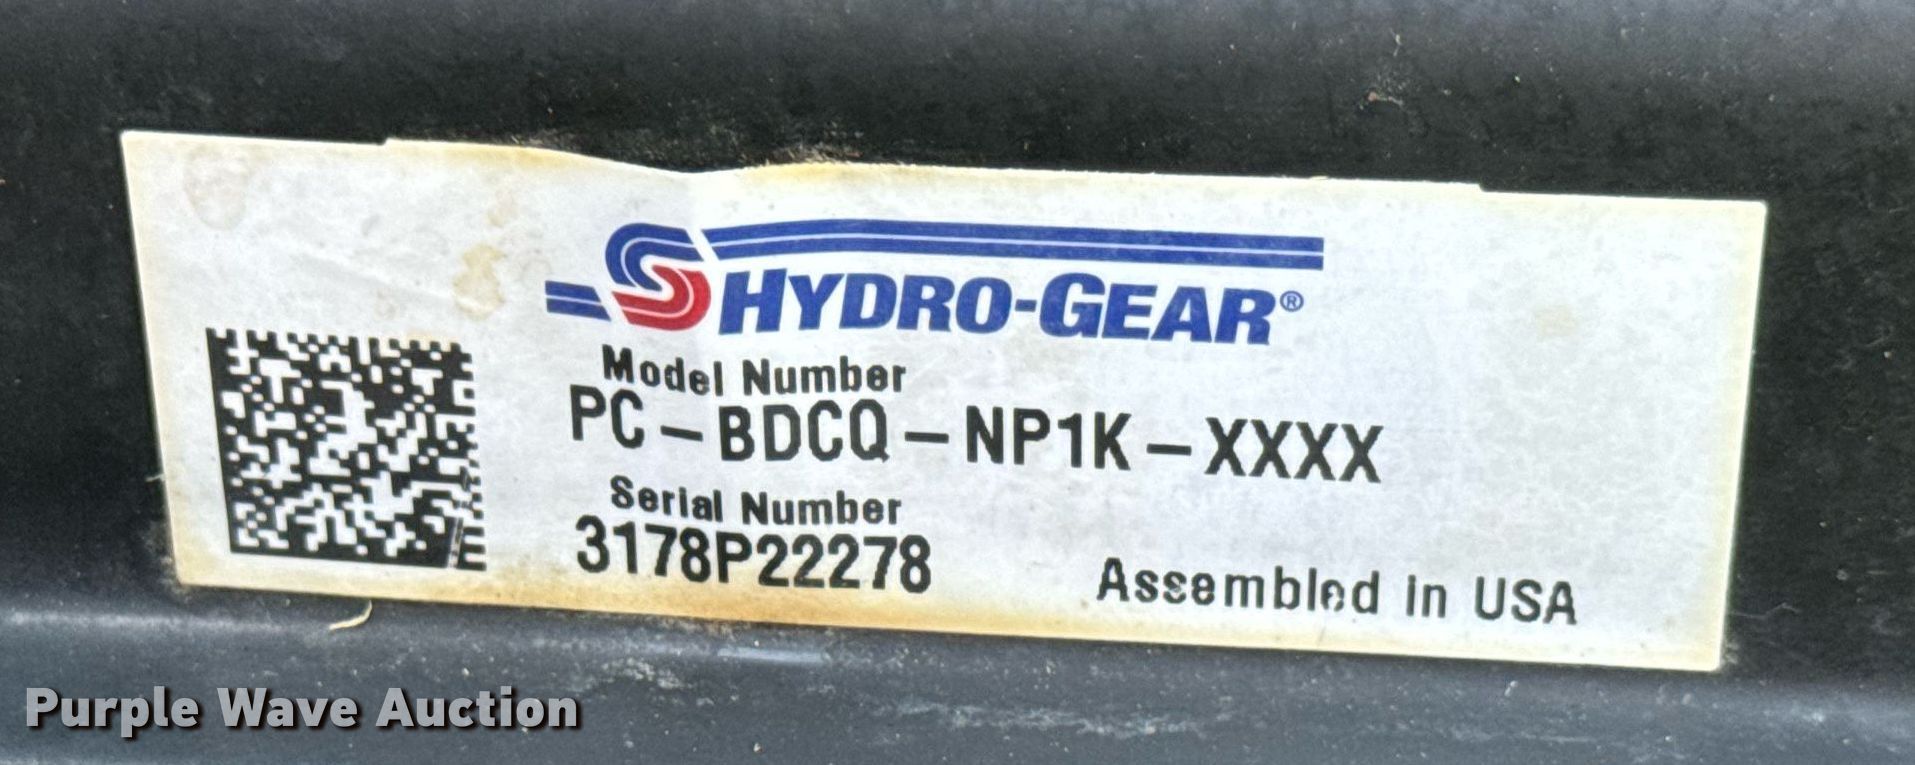 HYDRO-GEAR®
Model Number
PC-BDCQ-NP1K-XXXX
Serial Number
3178P22278
Assembled in USA
Purple Wave Auction